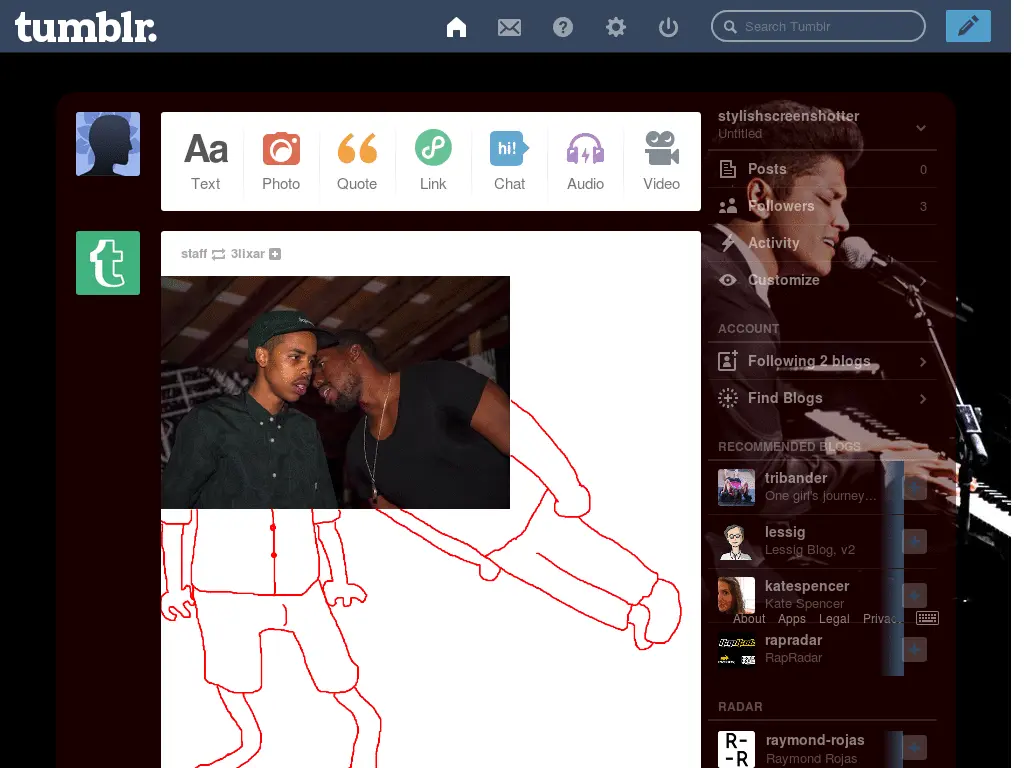 tumblr.
Search Tumblr
Aa
hi!
Text
Photo
Quote
Link
Chat
Audio
Video
staff 3lixar
stylishscreenshotter
Untitled
Posts 0
Followers 3
Activity
Customize
ACCOUNT
Following 2 blogs
Find Blogs
RECOMMENDED BLOGS
tribander
One girl's journey...
lessig
Lessig Blog, v2
katespencer
Kate Spencer
About Apps Legal
rapradar
RapRadar
RADAR
R-
-R
raymond-rojas
Raymond Rojas